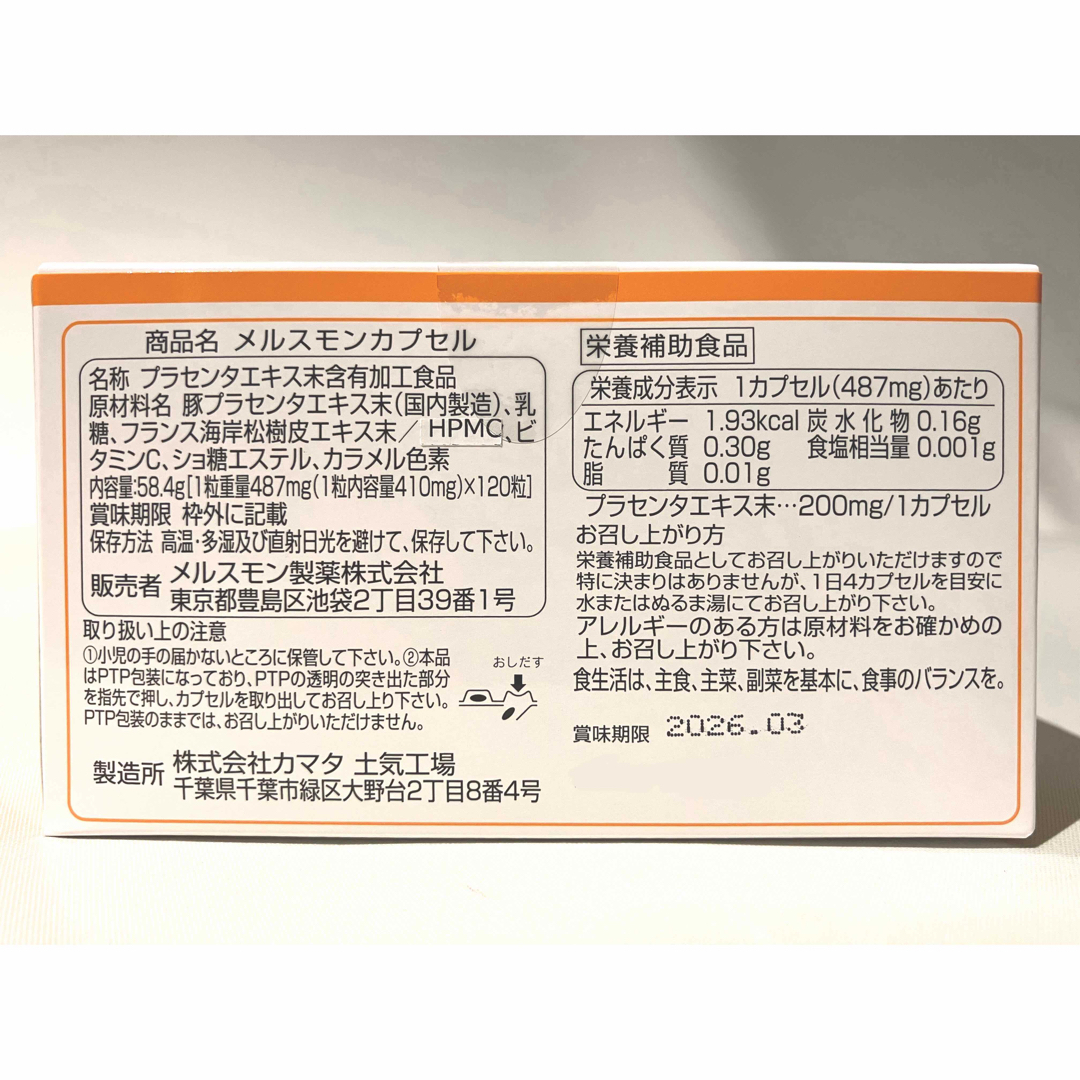 商品名 メルスモンカプセル
名称 プラセンタエキス末含有加工食品
原材料名 豚プラセンタエキス末(国内製造)、乳
糖、フランス海岸松樹皮エキス末/HPMC、ビ
タミンC、ショ糖エステル、カラメル色素
内容量:58.4g[1粒重量487mg(1粒内容量410mg)×120粒]
賞味期限 枠外に記載
保存方法 高温・多湿及び直射日光を避けて、保存して下さい。
販売者 メルスモン製薬株式会社
東京都豊島区池袋2丁目39番1号
取り扱い上の注意
①小児の手の届かないところに保管して下さい。②本品
はPTP包装になっており、PTPの透明の突き出た部分
を指先で押し、カプセルを取り出してお召し上り下さい。
PTP包装のままでは、お召し上がりいただけません。
おしだす
製造所 株式会社カマタ 土気工場
千葉県千葉市緑区大野台2丁目8番4号
栄養補助食品
栄養成分表示 1カプセル(487mg)あたり
エネルギー 1.93kcal 炭水化物 0.16g
たんぱく質 0.30g 食塩相当量 0.001g
脂質 0.01g
プラセンタエキス末…200mg/1カプセル
お召し上がり方
栄養補助食品としてお召し上がりいただけますので
特に決まりはありませんが、1日4カプセルを目安に
水またはぬるま湯にてお召し上がり下さい。
アレルギーのある方は原材料をお確かめの
上、お召し上がり下さい。
食生活は、主食、主菜、副菜を基本に、食事のバランスを。
賞味期限 2026.03